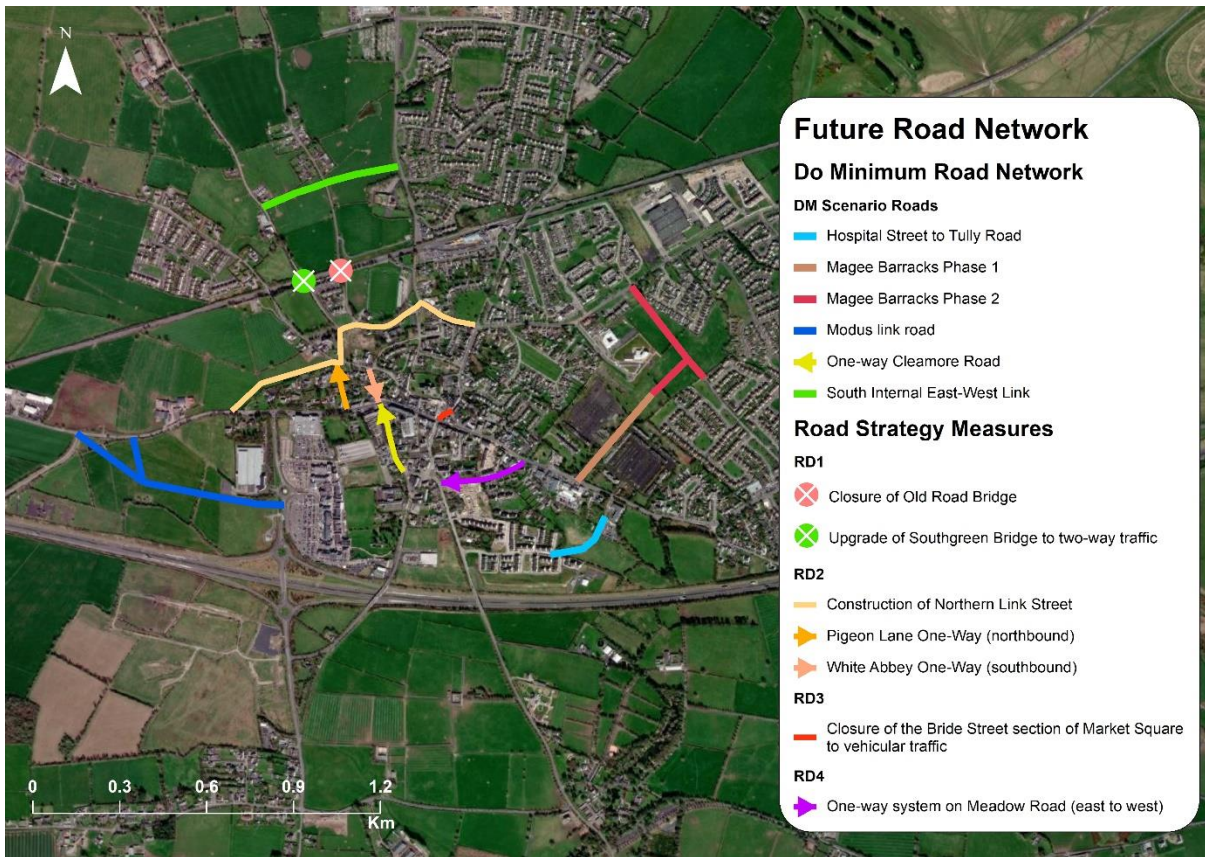 N
Future Road Network
Do Minimum Road Network
DM Scenario Roads
Hospital Street to Tully Road
Magee Barracks Phase 1
Magee Barracks Phase 2
Modus link road
One-way Cleamore Road
South Internal East-West Link
Road Strategy Measures
RD1
Closure of Old Road Bridge
Upgrade of Southgreen Bridge to two-way traffic
RD2
Construction of Northern Link Street
Pigeon Lane One-Way (northbound)
White Abbey One-Way (southbound)
RD3
Closure of the Bride Street section of Market Square
to vehicular traffic
RD4
One-way system on Meadow Road (east to west)
0 0.3 0.6 0.9 1.2
Km